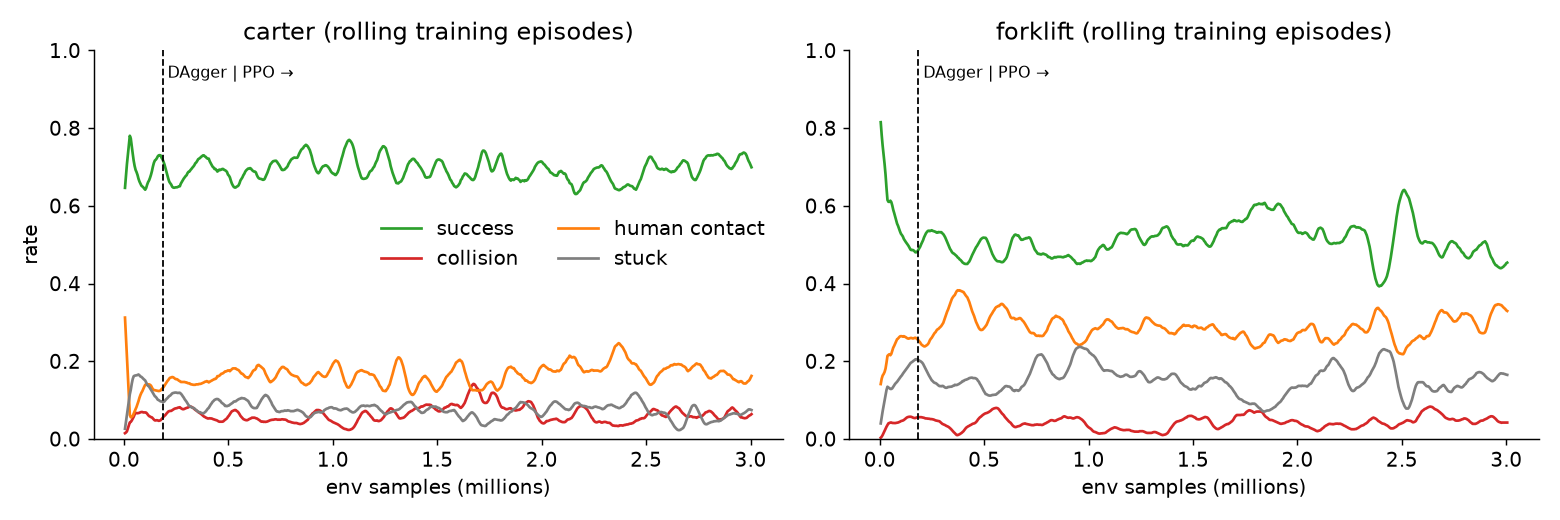 carter (rolling training episodes)
1.0
0.8
0.6
0.4
0.2
0.0
rate
DAgger | PPO →
success
collision
human contact
stuck
0.0 0.5 1.0 1.5 2.0 2.5 3.0
env samples (millions)
forklift (rolling training episodes)
1.0
0.8
0.6
0.4
0.2
0.0
DAgger | PPO →
0.0 0.5 1.0 1.5 2.0 2.5 3.0
env samples (millions)